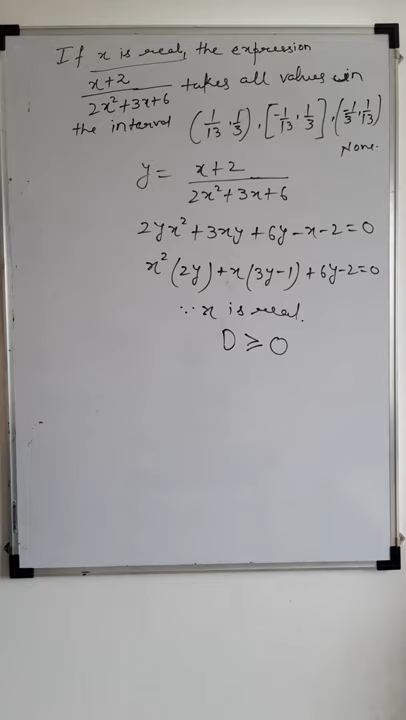 If x is real, the expression
x+2 / 2x²+3x+6 takes all values in
the interval (1/13, 1/3), [-1/13, 1/3], (-1/3, 1/13)
None.
y = x+2 / 2x²+3x+6
2yx²+3xy+6y-x-2=0
x²(2y)+x(3y-1)+6y-2=0
∵ x is real.
D ≥ 0